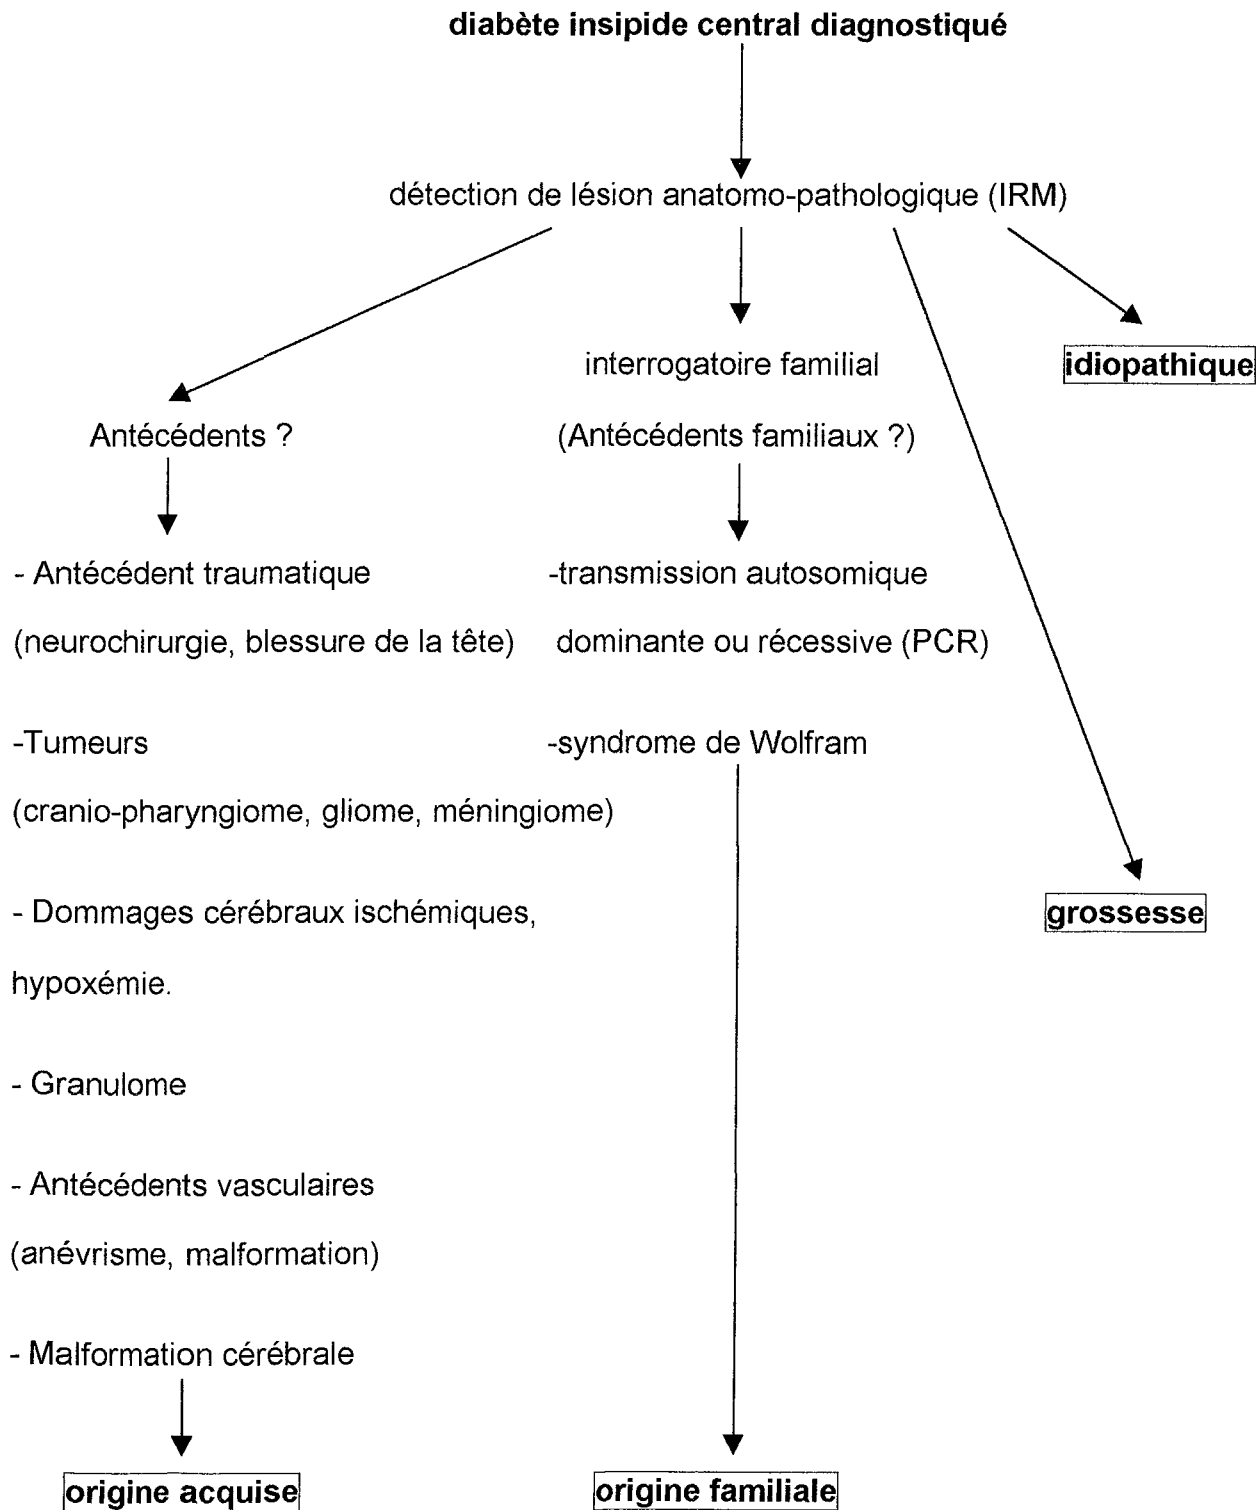 diabète insipide central diagnostiqué
détection de lésion anatomo-pathologique (IRM)
interrogatoire familial
idiopathique
Antécédents ?
(Antécédents familiaux ?)
- Antécédent traumatique
-transmission autosomique
(neurochirurgie, blessure de la tête)
dominante ou récessive (PCR)
-Tumeurs
-syndrome de Wolfram
(cranio-pharyngiome, gliome, méningiome)
- Dommages cérébraux ischémiques,
grossesse
hypoxémie.
- Granulome
- Antécédents vasculaires
(anévrisme, malformation)
- Malformation cérébrale
origine acquise
origine familiale